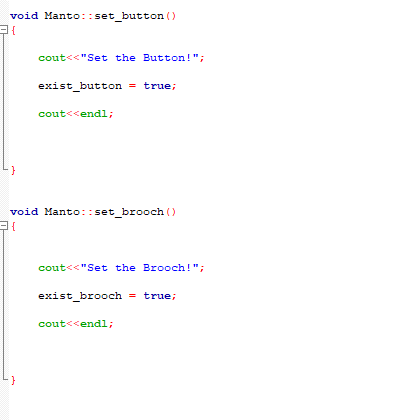 void Manto::set_button()
{
cout<<"Set the Button!";
exist_button = true;
cout<<endl;
}
void Manto::set_brooch()
{
cout<<"Set the Brooch!";
exist_brooch = true;
cout<<endl;
}